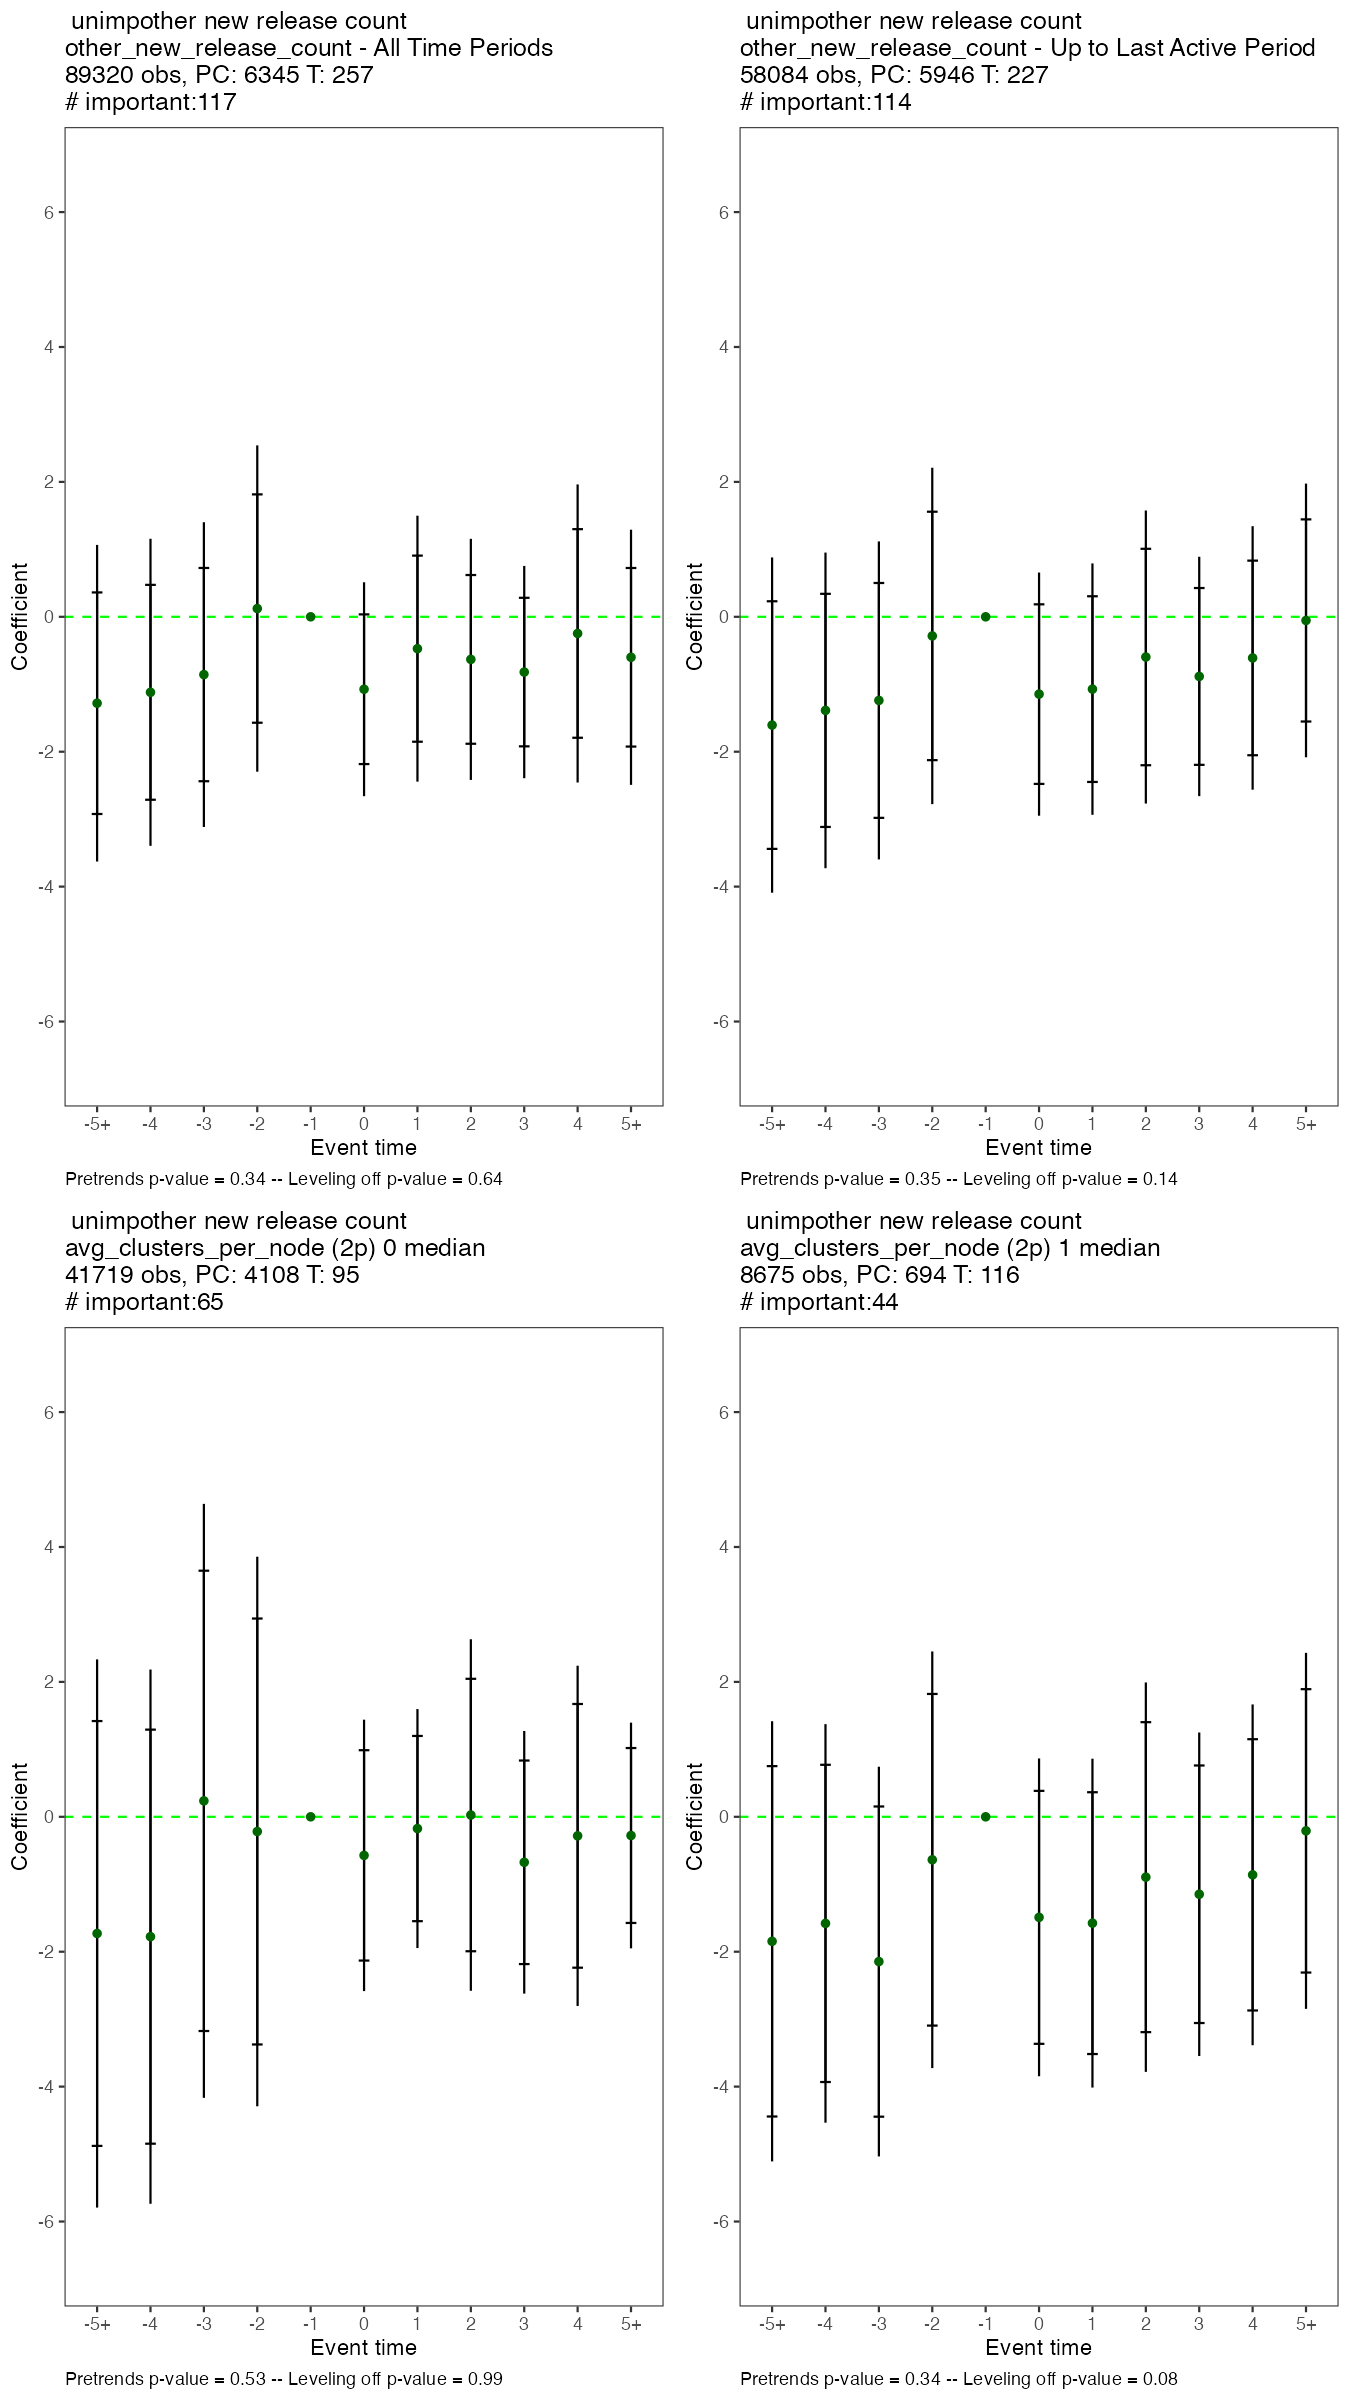 unimpother new release count
other_new_release_count - All Time Periods
89320 obs, PC: 6345 T: 257
# important:117
6
4
2
0
-2
-4
-6
Coefficient
-5+ -4 -3 -2 -1 0 1 2 3 4 5+
Event time
Pretrends p-value = 0.34 -- Leveling off p-value = 0.64
unimpother new release count
other_new_release_count - Up to Last Active Period
58084 obs, PC: 5946 T: 227
# important:114
6
4
2
0
-2
-4
-6
Coefficient
-5+ -4 -3 -2 -1 0 1 2 3 4 5+
Event time
Pretrends p-value = 0.35 -- Leveling off p-value = 0.14
unimpother new release count
avg_clusters_per_node (2p) 0 median
41719 obs, PC: 4108 T: 95
# important:65
6
4
2
0
-2
-4
-6
Coefficient
-5+ -4 -3 -2 -1 0 1 2 3 4 5+
Event time
Pretrends p-value = 0.53 -- Leveling off p-value = 0.99
unimpother new release count
avg_clusters_per_node (2p) 1 median
8675 obs, PC: 694 T: 116
# important:44
6
4
2
0
-2
-4
-6
Coefficient
-5+ -4 -3 -2 -1 0 1 2 3 4 5+
Event time
Pretrends p-value = 0.34 -- Leveling off p-value = 0.08